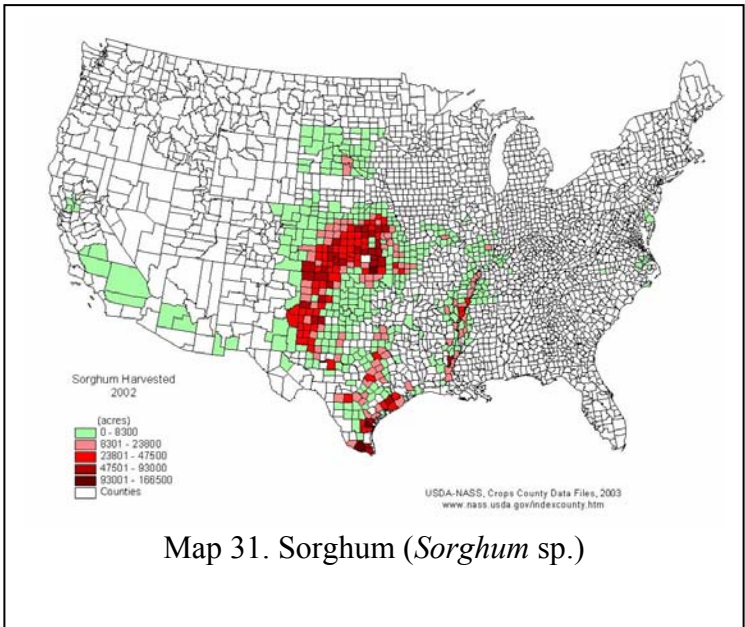 Sorghum Harvested
2002
(acres)
0 - 8300
8301 - 23800
23801 - 47500
47501 - 93000
93001 - 166500
Counties
USDA-NASS, Crops County Data Files, 2003
www.nass.usda.gov/indexcounty.htm
Map 31. Sorghum (Sorghum sp.)